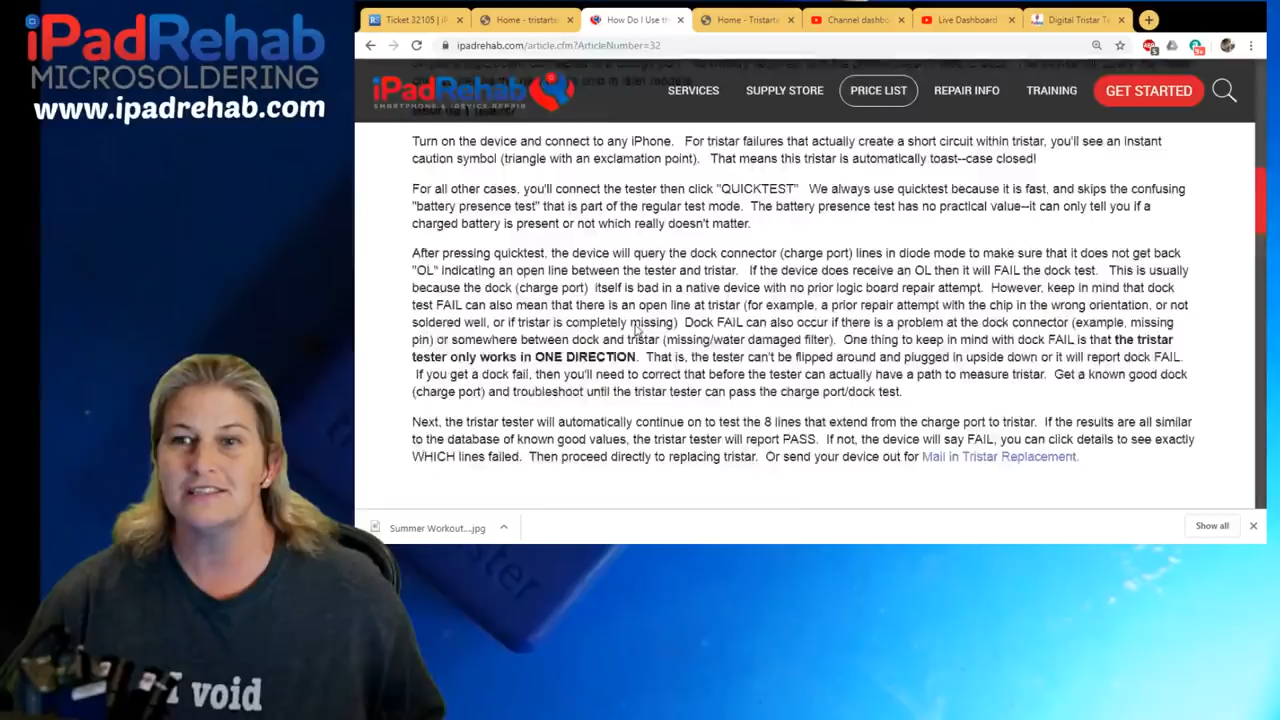 iPadRehab
MICROSOLDERING
www.ipadrehab.com
Ticket 32105 | i
Home - tristarte
How Do I Use th
Home - Tristarte
Channel dashbo
Live Dashboard
Digital Tristar Te
ipadrehab.com/article.cfm?ArticleNumber=32
iPadRehab
SMARTPHONE & DEVICE REPAIR
SERVICES
SUPPLY STORE
PRICE LIST
REPAIR INFO
TRAINING
GET STARTED
Turn on the device and connect to any iPhone. For tristar failures that actually create a short circuit within tristar, you'll see an instant
caution symbol (triangle with an exclamation point). That means this tristar is automatically toast--case closed!
For all other cases, you'll connect the tester then click "QUICKTEST" We always use quicktest because it is fast, and skips the confusing
"battery presence test" that is part of the regular test mode. The battery presence test has no practical value--it can only tell you if a
charged battery is present or not which really doesn't matter.
After pressing quicktest, the device will query the dock connector (charge port) lines in diode mode to make sure that it does not get back
"OL" indicating an open line between the tester and tristar. If the device does receive an OL then it will FAIL the dock test. This is usually
because the dock (charge port) itself is bad in a native device with no prior logic board repair attempt. However, keep in mind that dock
test FAIL can also mean that there is an open line at tristar (for example, a prior repair attempt with the chip in the wrong orientation, or not
soldered well, or if tristar is completely missing) Dock FAIL can also occur if there is a problem at the dock connector (example, missing
pin) or somewhere between dock and tristar (missing/water damaged filter). One thing to keep in mind with dock FAIL is that the tristar
tester only works in ONE DIRECTION. That is, the tester can't be flipped around and plugged in upside down or it will report dock FAIL.
If you get a dock fail, then you'll need to correct that before the tester can actually have a path to measure tristar. Get a known good dock
(charge port) and troubleshoot until the tristar tester can pass the charge port/dock test.
Next, the tristar tester will automatically continue on to test the 8 lines that extend from the charge port to tristar. If the results are all similar
to the database of known good values, the tristar tester will report PASS. If not, the device will say FAIL, you can click details to see exactly
WHICH lines failed. Then proceed directly to replacing tristar. Or send your device out for Mail in Tristar Replacement.
Summer Workout....jpg
Show all
ster
I void